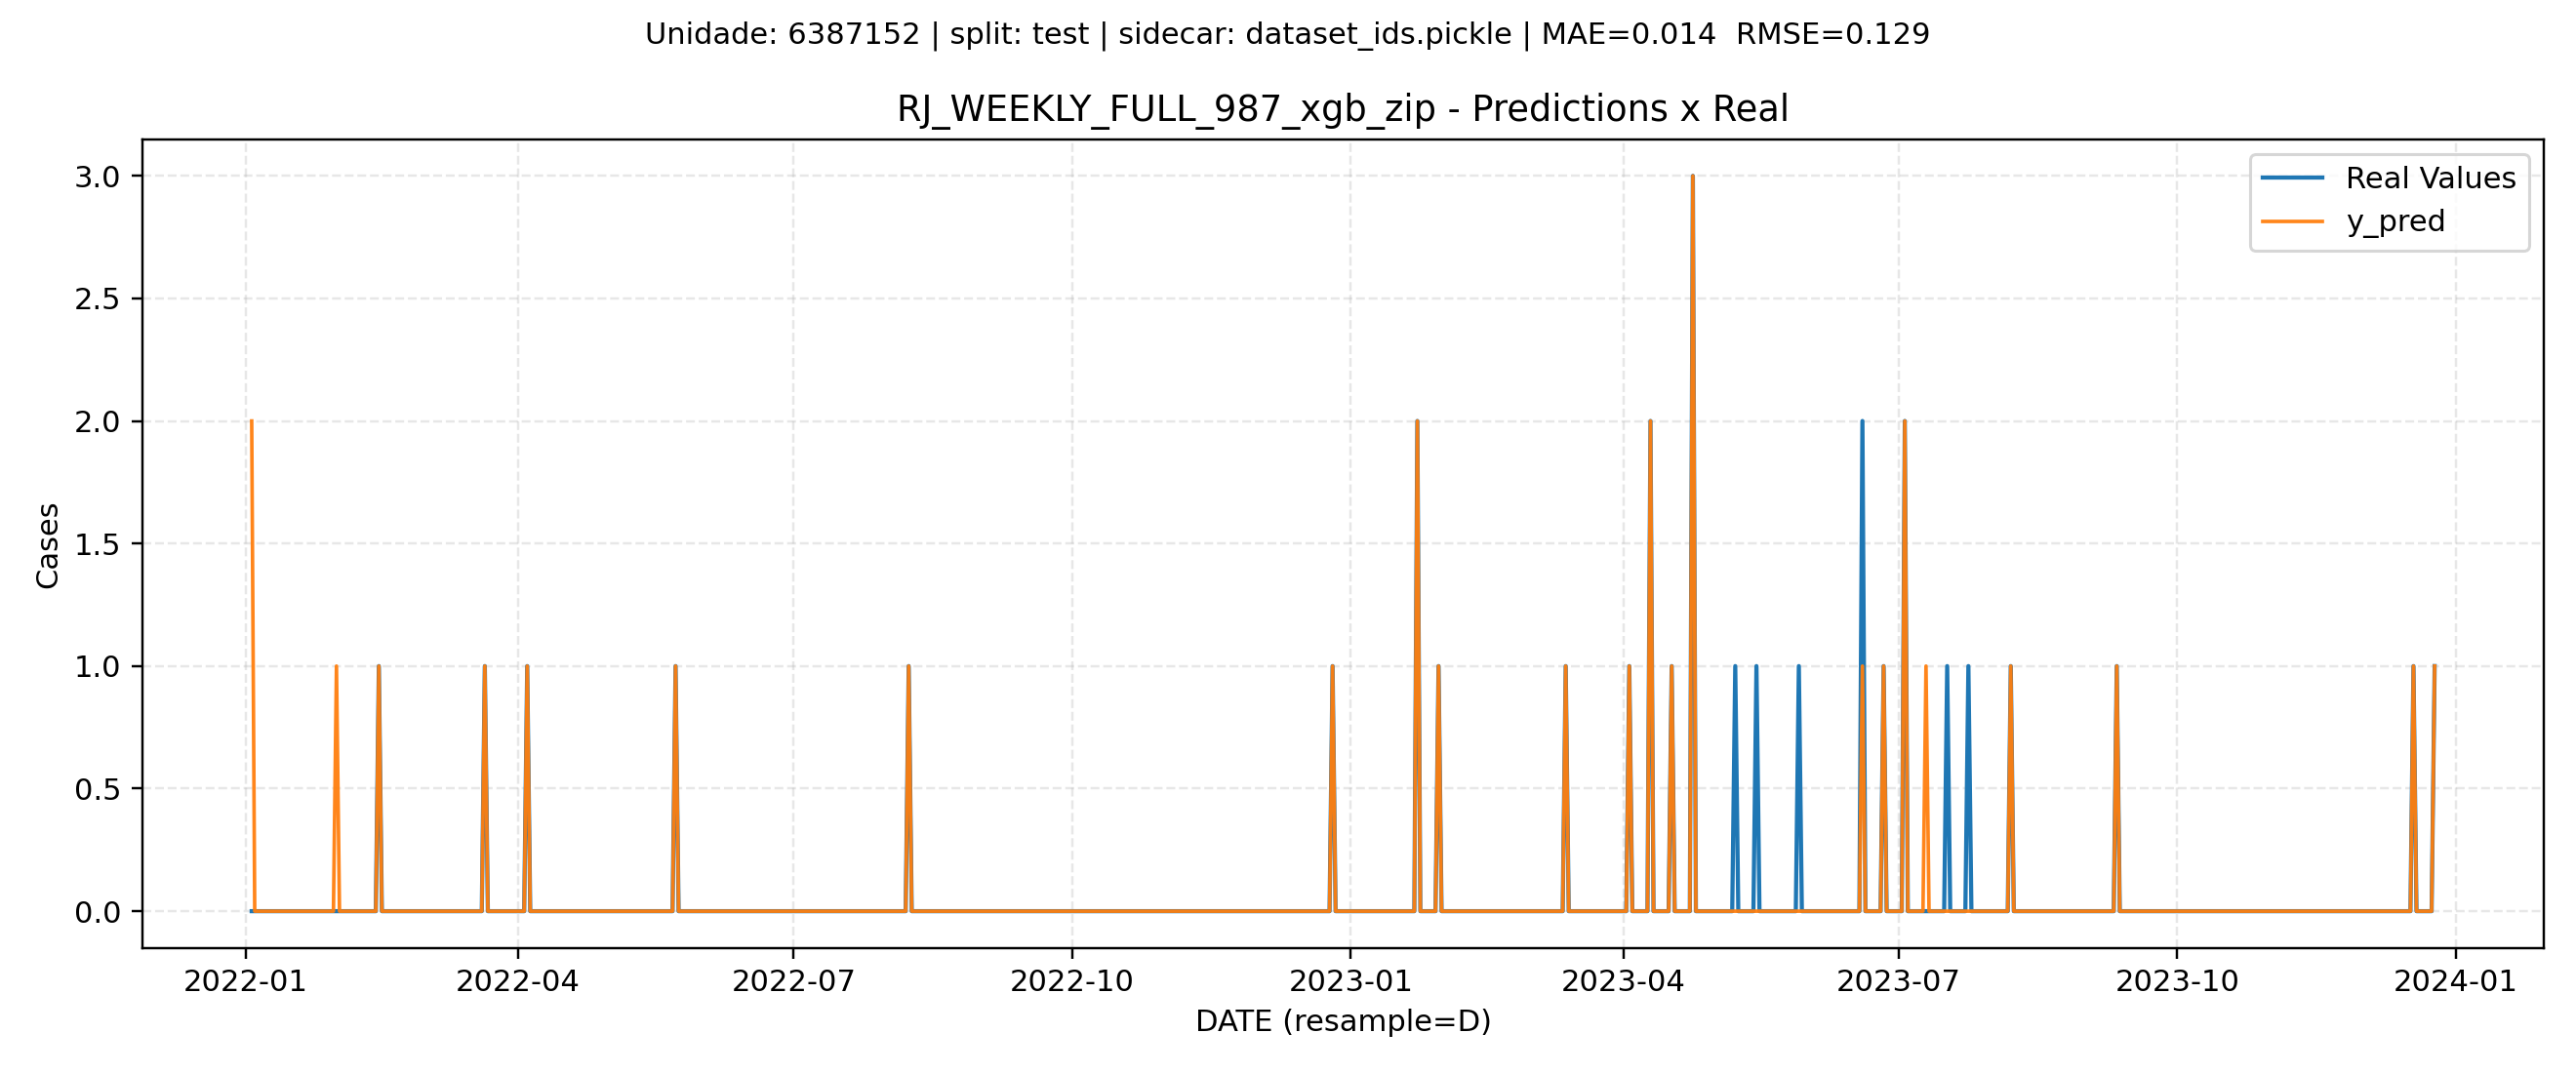 Unidade: 6387152 | split: test | sidecar: dataset_ids.pickle | MAE=0.014  RMSE=0.129
RJ_WEEKLY_FULL_987_xgb_zip - Predictions x Real
Real Values
y_pred
Cases
3.0
2.5
2.0
1.5
1.0
0.5
0.0
2022-01 2022-04 2022-07 2022-10 2023-01 2023-04 2023-07 2023-10 2024-01
DATE (resample=D)